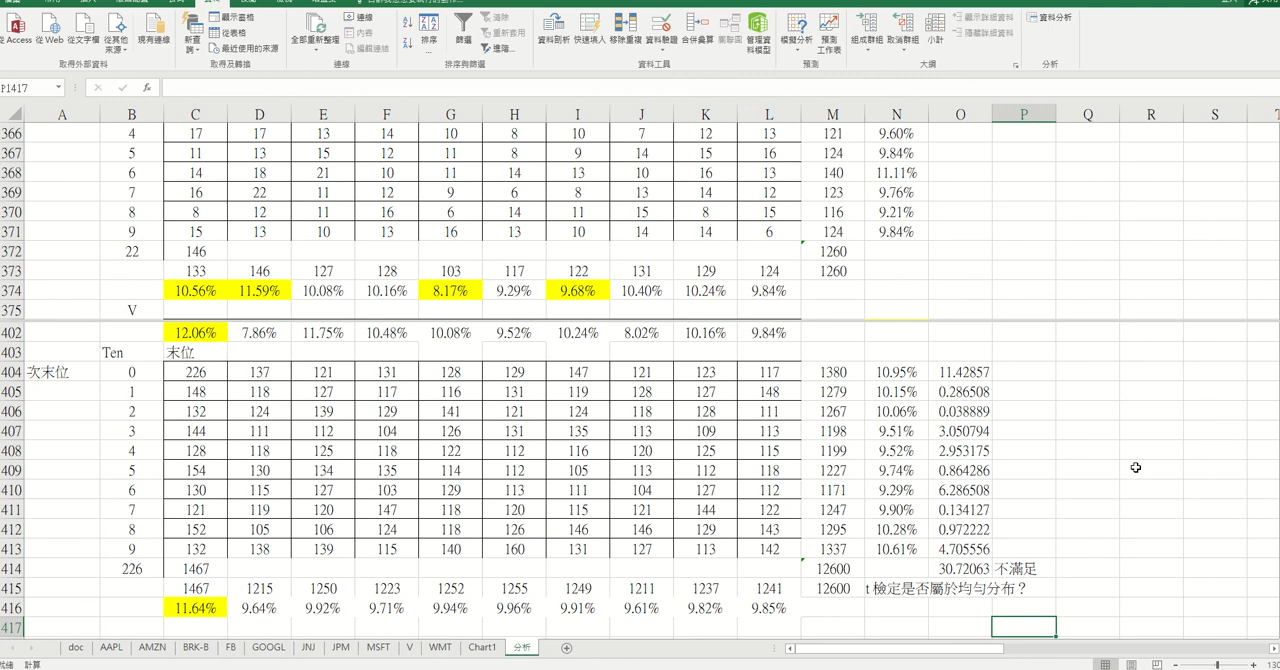 從 Access 從 Web 從文字檔 從其他來源 現有連線 新查詢 顯示查詢 從表格 最近使用的來源 全部重新整理 連線 內容 編輯連結 排序 篩選 清除 重新套用 進階... 資料剖析 快速填入 移除重複 資料驗證 合併彙算 關聯圖 管理資料模型 模擬分析 預測工作表 組成群組 取消群組 小計 顯示詳細資料 隱藏詳細資料 資料分析
取得外部資料 取得及轉換 連線 排序與篩選 資料工具 預測 大綱 分析
P1417 fx
A B C D E F G H I J K L M N O P Q R S
366 4 17 17 13 14 10 8 10 7 12 13 121 9.60%
367 5 11 13 15 12 11 8 9 14 15 16 124 9.84%
368 6 14 18 21 10 11 14 13 10 16 13 140 11.11%
369 7 16 22 11 12 9 6 8 13 14 12 123 9.76%
370 8 8 12 11 16 6 14 11 15 8 15 116 9.21%
371 9 15 13 10 13 16 13 10 14 14 6 124 9.84%
372 22 146 1260
373 133 146 127 128 103 117 122 131 129 124 1260
374 10.56% 11.59% 10.08% 10.16% 8.17% 9.29% 9.68% 10.40% 10.24% 9.84%
375 V
402 12.06% 7.86% 11.75% 10.48% 10.08% 9.52% 10.24% 8.02% 10.16% 9.84%
403 Ten 末位
404 次末位 0 226 137 121 131 128 129 147 121 123 117 1380 10.95% 11.42857
405 1 148 118 127 117 116 131 119 128 127 148 1279 10.15% 0.286508
406 2 132 124 139 129 141 121 124 118 128 111 1267 10.06% 0.038889
407 3 144 111 112 104 126 131 135 113 109 113 1198 9.51% 3.050794
408 4 128 118 125 118 122 112 116 120 125 115 1199 9.52% 2.953175
409 5 154 130 134 135 114 112 105 113 112 118 1227 9.74% 0.864286
410 6 130 115 127 103 129 113 111 104 127 112 1171 9.29% 6.286508
411 7 121 119 120 147 118 120 115 121 144 122 1247 9.90% 0.134127
412 8 152 105 106 124 118 126 146 146 129 143 1295 10.28% 0.972222
413 9 132 138 139 115 140 160 131 127 113 142 1337 10.61% 4.705556
414 226 1467 12600 30.72063 不滿足
415 1467 1215 1250 1223 1252 1255 1249 1211 1237 1241 12600 t 檢定是否屬於均勻分布？
416 11.64% 9.64% 9.92% 9.71% 9.94% 9.96% 9.91% 9.61% 9.82% 9.85%
417
doc AAPL AMZN BRK-B FB GOOGL JNJ JPM MSFT V WMT Chart1 分析
就緒 計算